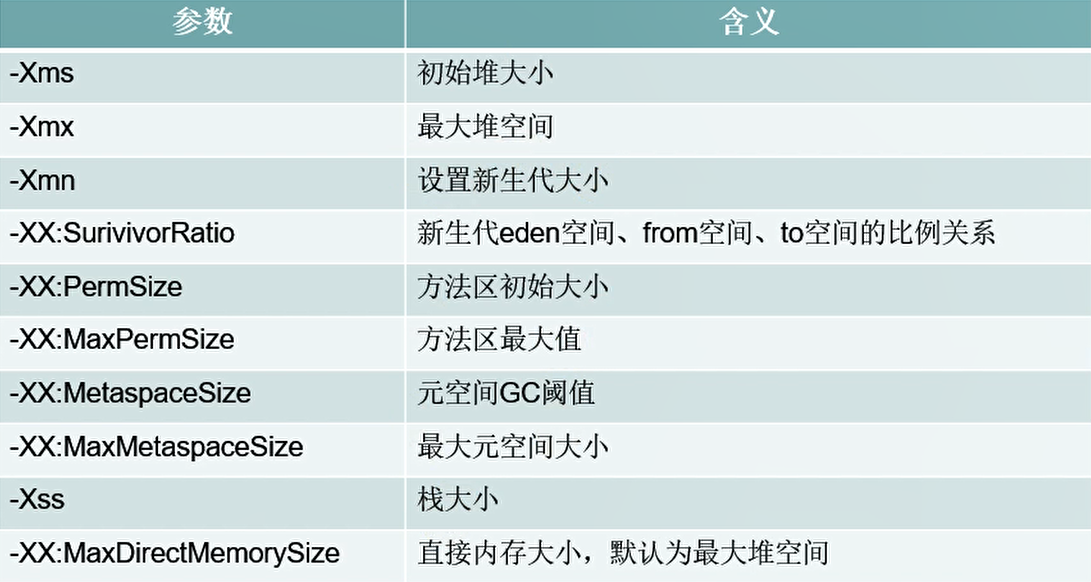 参数 含义
-Xms 初始堆大小
-Xmx 最大堆空间
-Xmn 设置新生代大小
-XX:SurivivorRatio 新生代eden空间、from空间、to空间的比例关系
-XX:PermSize 方法区初始大小
-XX:MaxPermSize 方法区最大值
-XX:MetaspaceSize 元空间GC阈值
-XX:MaxMetaspaceSize 最大元空间大小
-Xss 栈大小
-XX:MaxDirectMemorySize 直接内存大小，默认为最大堆空间